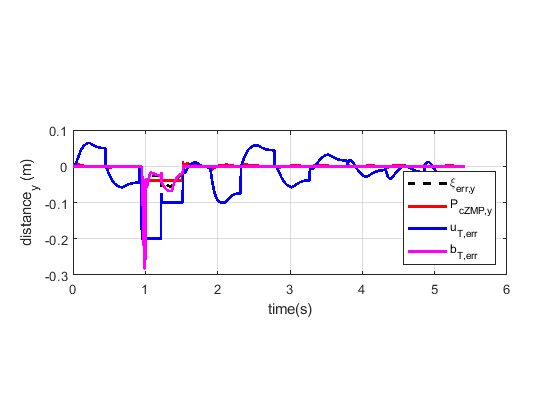 distance_y (m)
0.1
0
-0.1
-0.2
-0.3
ξ_err,y
P_cZMP,y
u_T,err
b_T,err
0 1 2 3 4 5 6
time(s)